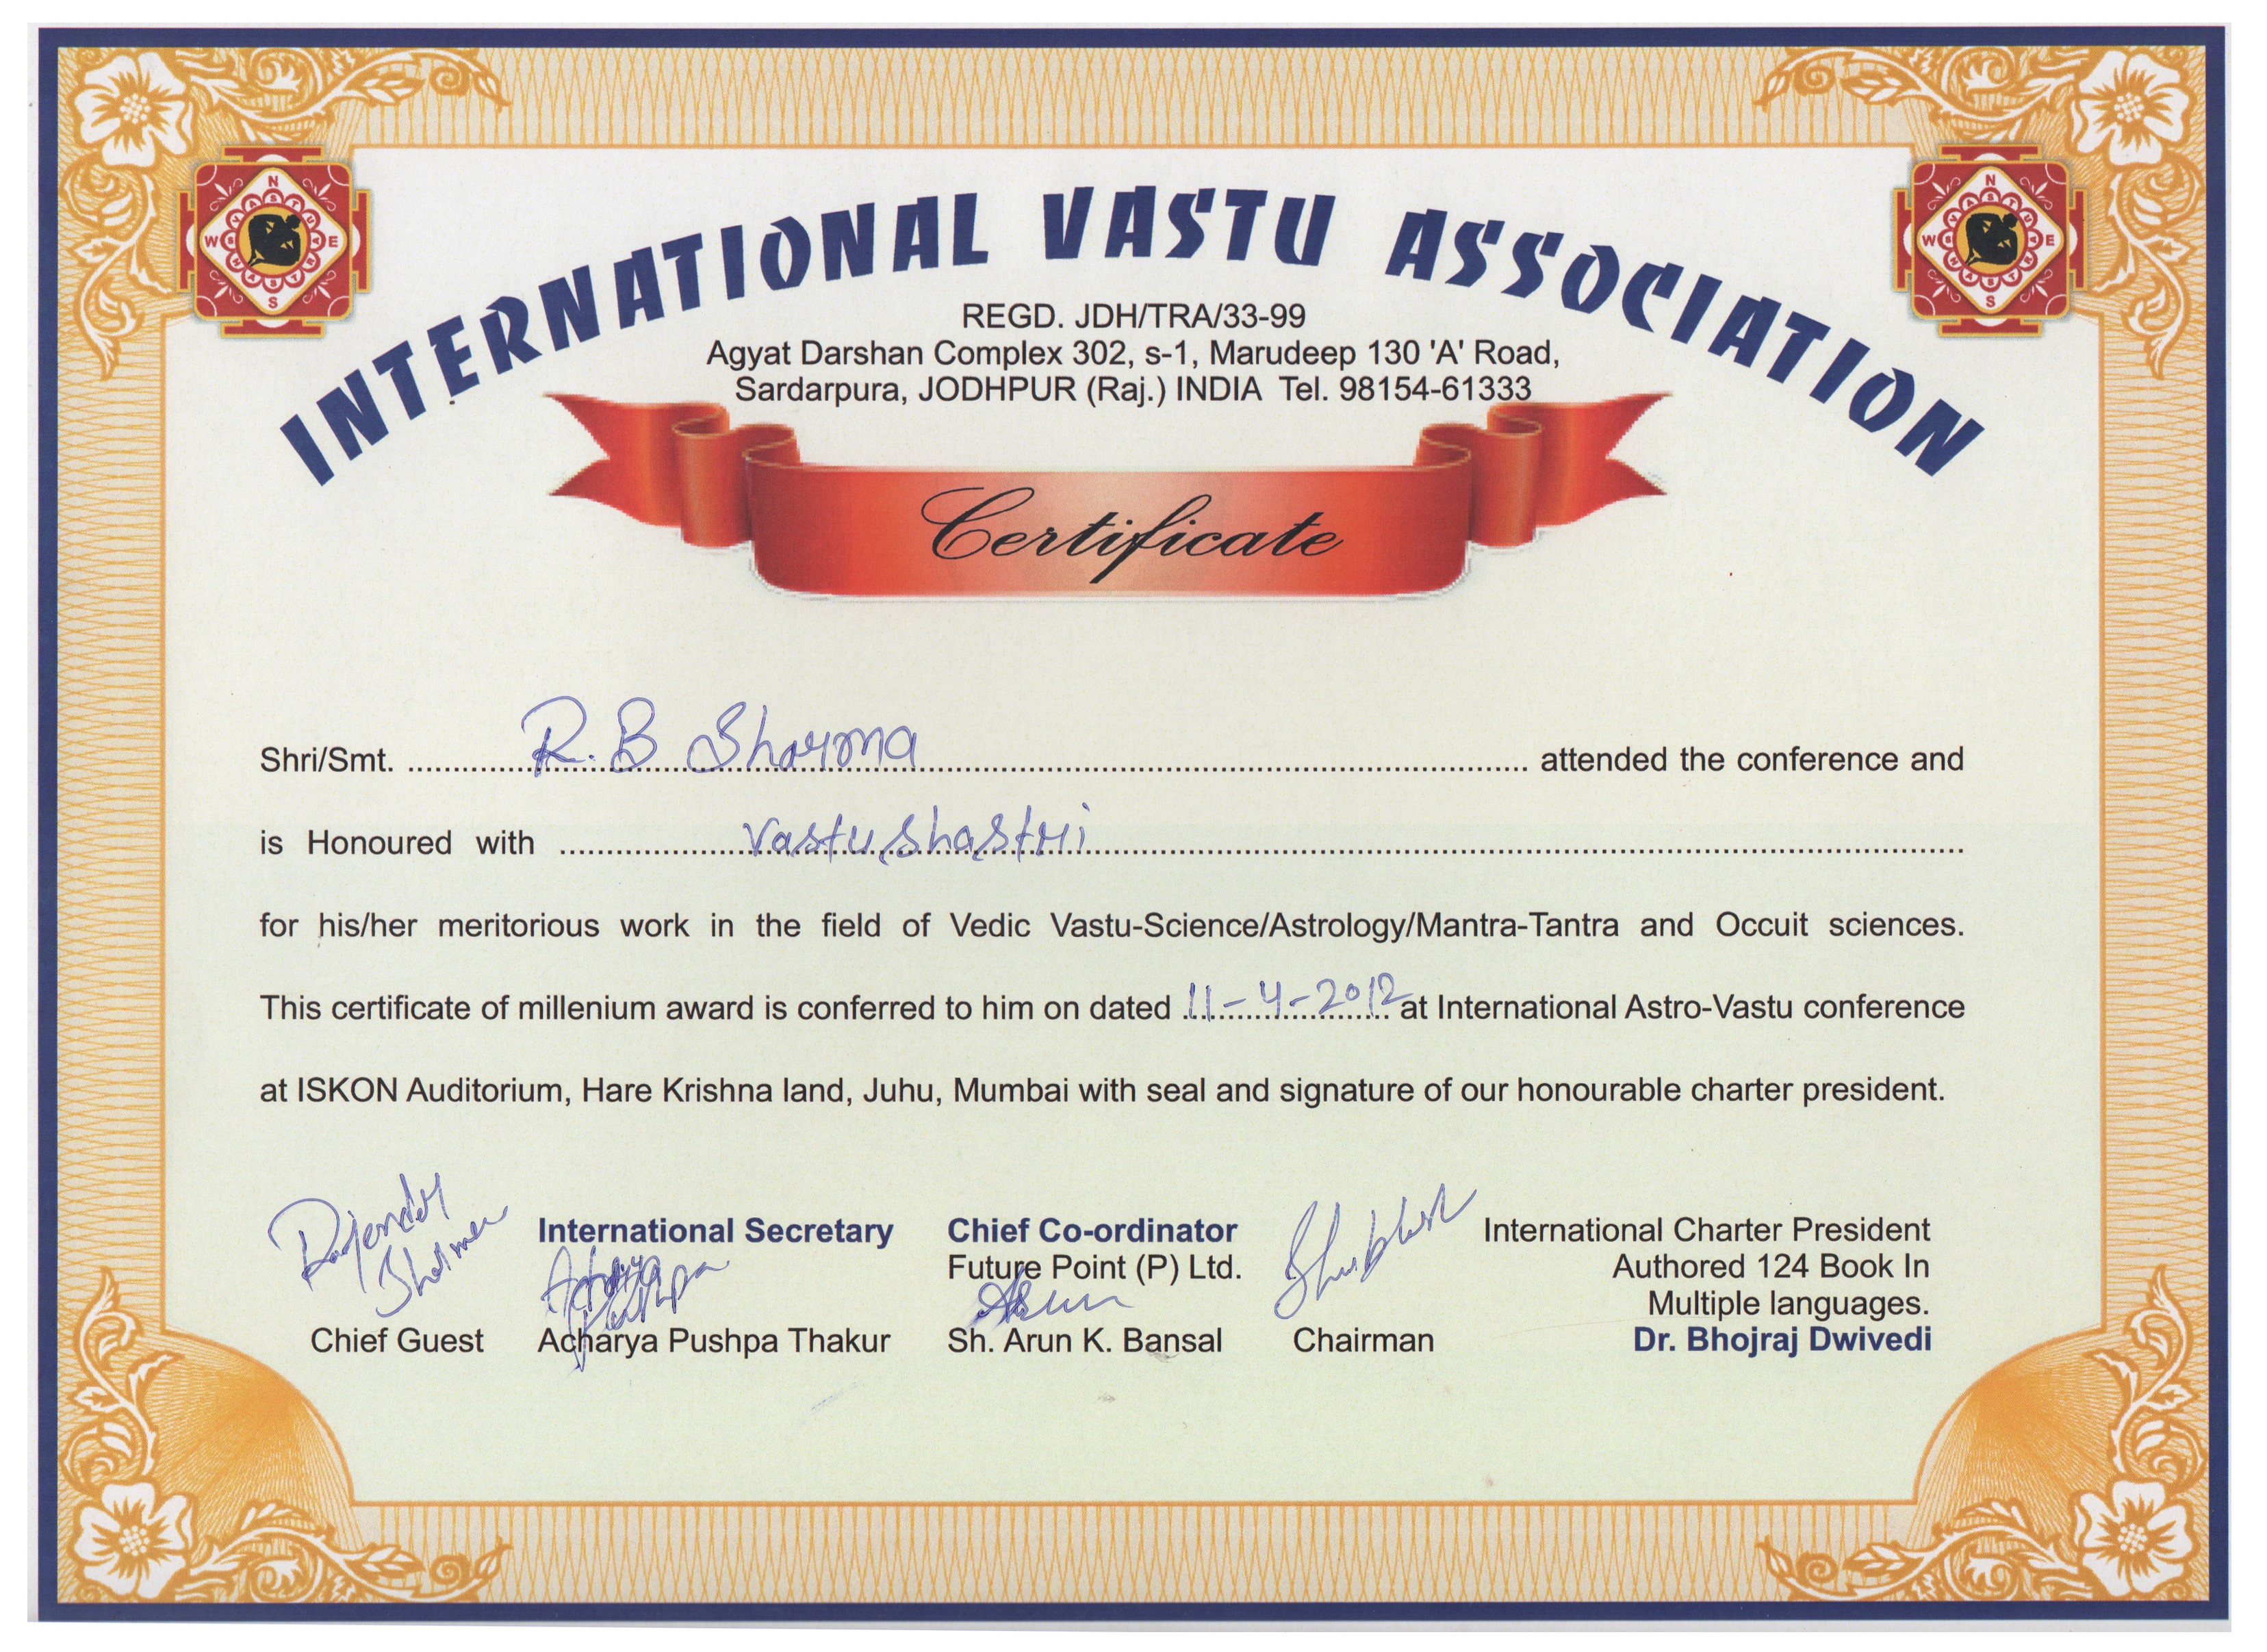 INTERNATIONAL VASTU ASSOCIATION
REGD. JDH/TRA/33-99
Agyat Darshan Complex 302, s-1, Marudeep 130 'A' Road,
Sardarpura, JODHPUR (Raj.) INDIA Tel. 98154-61333
Certificate
Shri/Smt. R. B Sharma attended the conference and
is Honoured with Vastu shastri
for his/her meritorious work in the field of Vedic Vastu-Science/Astrology/Mantra-Tantra and Occuit sciences.
This certificate of millenium award is conferred to him on dated 11-4-2012 at International Astro-Vastu conference
at ISKON Auditorium, Hare Krishna land, Juhu, Mumbai with seal and signature of our honourable charter president.
International Secretary
Acharya Pushpa
Chief Co-ordinator
Future Point (P) Ltd.
Arun
International Charter President
Authored 124 Book In
Multiple languages.
Chief Guest
Acharya Pushpa Thakur
Sh. Arun K. Bansal
Chairman
Dr. Bhojraj Dwivedi
N
W
E
S
N
W
E
S